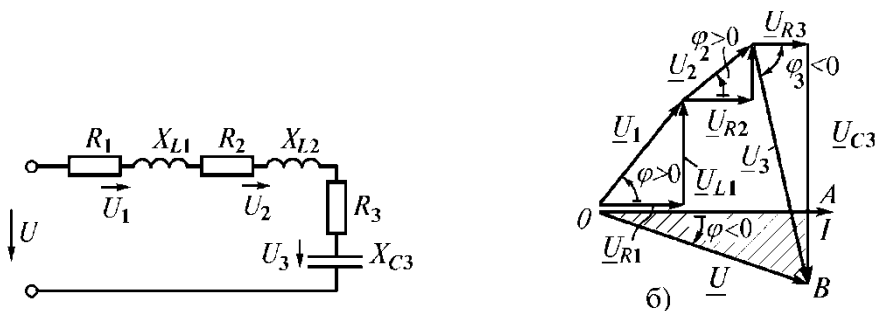 R1 XL1 R2 XL2
U1 U2 R3
U
U3 XC3
U1 φ>0 U2 φ2>0 UR3
φ3<0
UR2
U3 UC3
UL1
0 A
I
UR1 φ<0
U B
б)